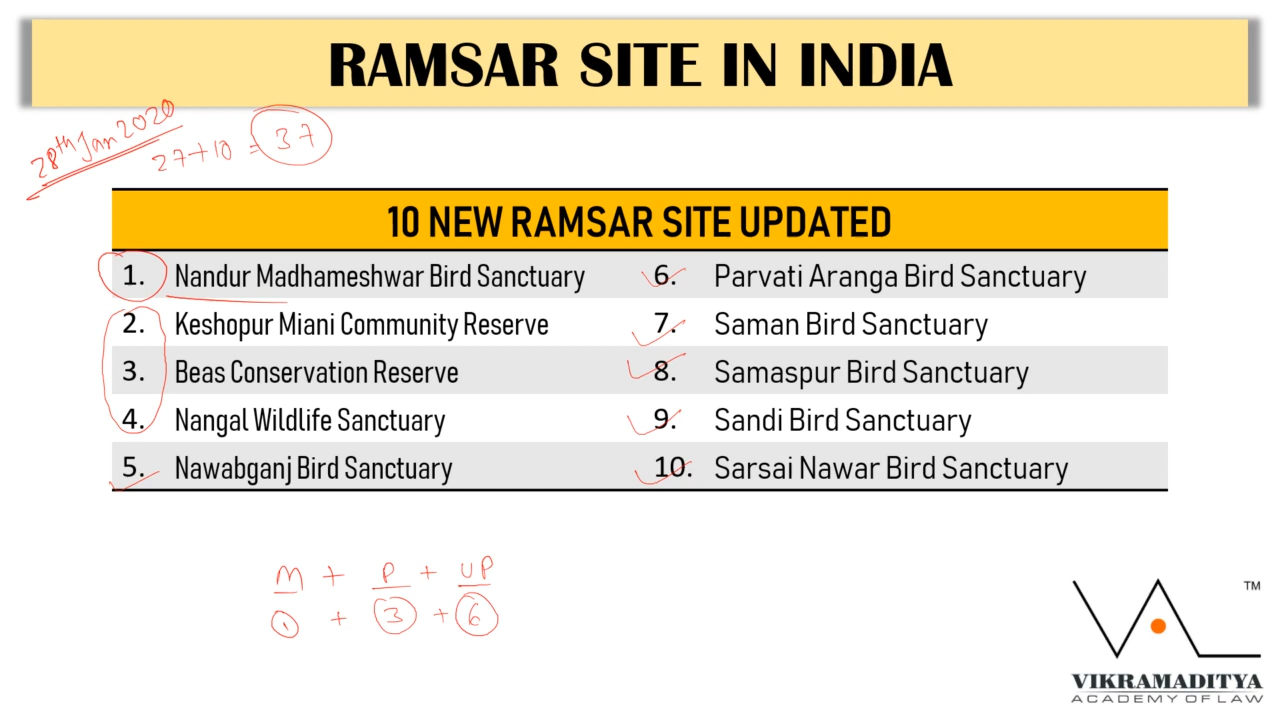 RAMSAR SITE IN INDIA
28th Jan 2020
27+10 = 37
10 NEW RAMSAR SITE UPDATED
1. Nandur Madhameshwar Bird Sanctuary 6. Parvati Aranga Bird Sanctuary
2. Keshopur Miani Community Reserve 7. Saman Bird Sanctuary
3. Beas Conservation Reserve 8. Samaspur Bird Sanctuary
4. Nangal Wildlife Sanctuary 9. Sandi Bird Sanctuary
5. Nawabganj Bird Sanctuary 10. Sarsai Nawar Bird Sanctuary
M + P + UP
1 + 3 + 6
TM
VIKRAMADITYA
ACADEMY OF LAW